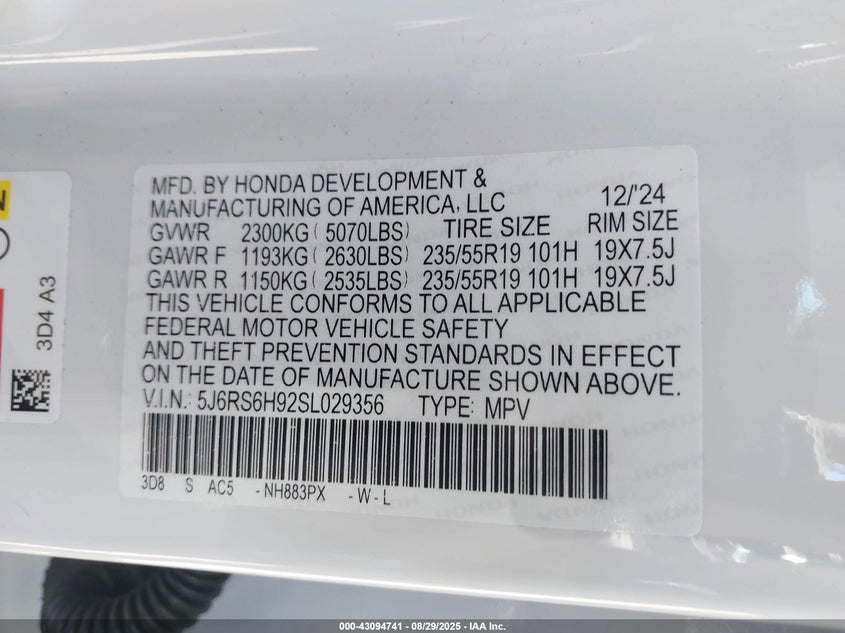 MFD. BY HONDA DEVELOPMENT &
MANUFACTURING OF AMERICA, LLC 12/'24
GVWR 2300KG ( 5070LBS) TIRE SIZE RIM SIZE
GAWR F 1193KG ( 2630LBS) 235/55R19 101H 19X7.5J
GAWR R 1150KG ( 2535LBS) 235/55R19 101H 19X7.5J
THIS VEHICLE CONFORMS TO ALL APPLICABLE
FEDERAL MOTOR VEHICLE SAFETY
AND THEFT PREVENTION STANDARDS IN EFFECT
ON THE DATE OF MANUFACTURE SHOWN ABOVE.
V.I.N.: 5J6RS6H92SL029356 TYPE: MPV
3D8 S AC5 - NH883PX - W - L
3D4 A3
N
000-43094741 - 08/29/2025 - IAA Inc.